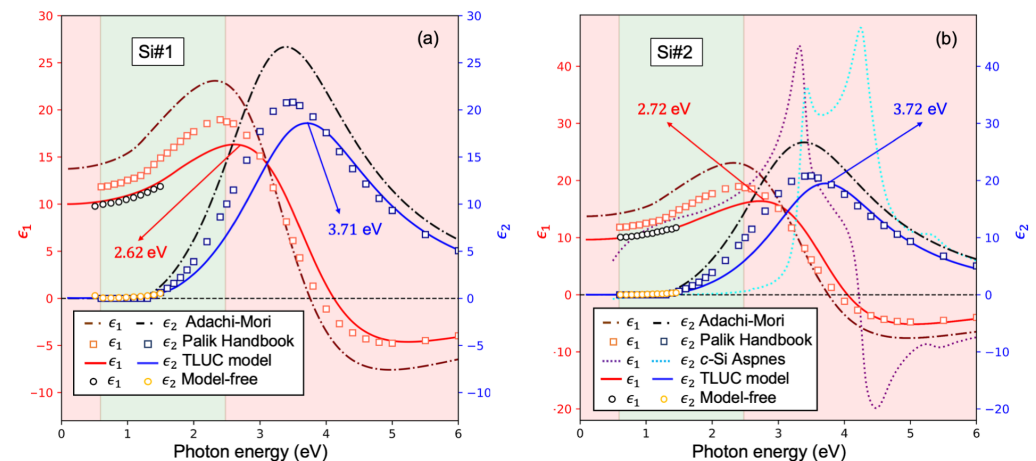 30
25
20
15
10
5
0
−5
−10
ϵ₁
Si#1
(a)
2.62 eV
3.71 eV
ϵ₁ ϵ₂ Adachi-Mori
ϵ₁ ϵ₂ Palik Handbook
ϵ₁ ϵ₂ TLUC model
ϵ₁ ϵ₂ Model-free
30
25
20
15
10
5
0
−5
−10
ϵ₂
0 1 2 3 4 5 6
Photon energy (eV)
40
30
20
10
0
−10
−20
ϵ₁
Si#2
(b)
2.72 eV
3.72 eV
ϵ₁ ϵ₂ Adachi-Mori
ϵ₁ ϵ₂ Palik Handbook
ϵ₁ ϵ₂ c-Si Aspnes
ϵ₁ ϵ₂ TLUC model
ϵ₁ ϵ₂ Model-free
40
30
20
10
0
−10
−20
ϵ₂
0 1 2 3 4 5 6
Photon energy (eV)